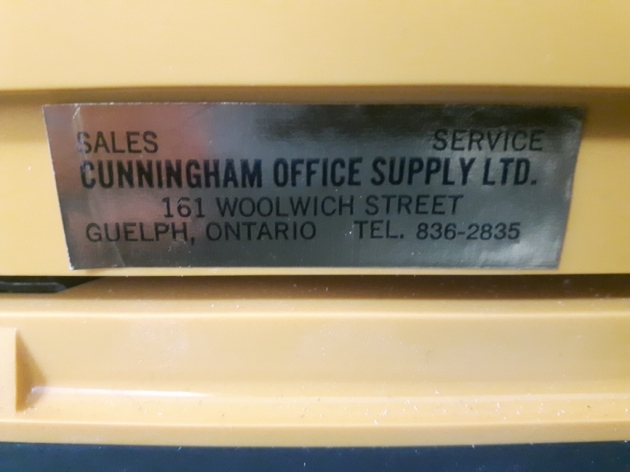 SALES SERVICE
CUNNINGHAM OFFICE SUPPLY LTD.
161 WOOLWICH STREET
GUELPH, ONTARIO TEL. 836-2835